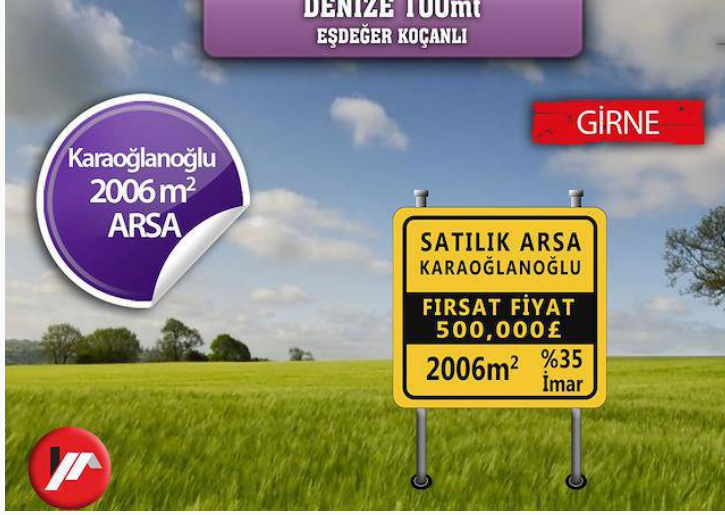 DENİZE 100mt
EŞDEĞER KOÇANLI
GİRNE
Karaoğlanoğlu
2006 m²
ARSA
SATILIK ARSA
KARAOĞLANOĞLU
FIRSAT FİYAT
500,000£
2006m² %35
İmar